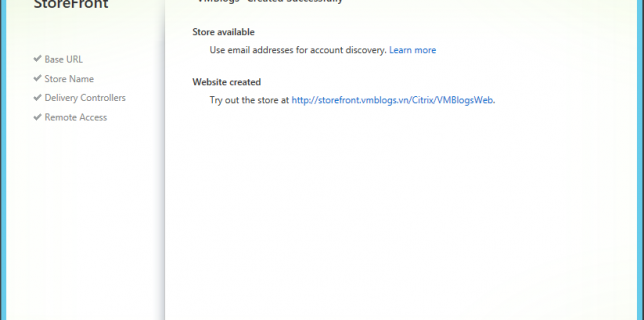 StoreFront
"VMBlogs" Created Successfully
Store available
Use email addresses for account discovery. Learn more
Base URL
Website created
Store Name
Try out the store at http://storefront.vmblogs.vn/Citrix/VMBlogsWeb.
Delivery Controllers
Remote Access